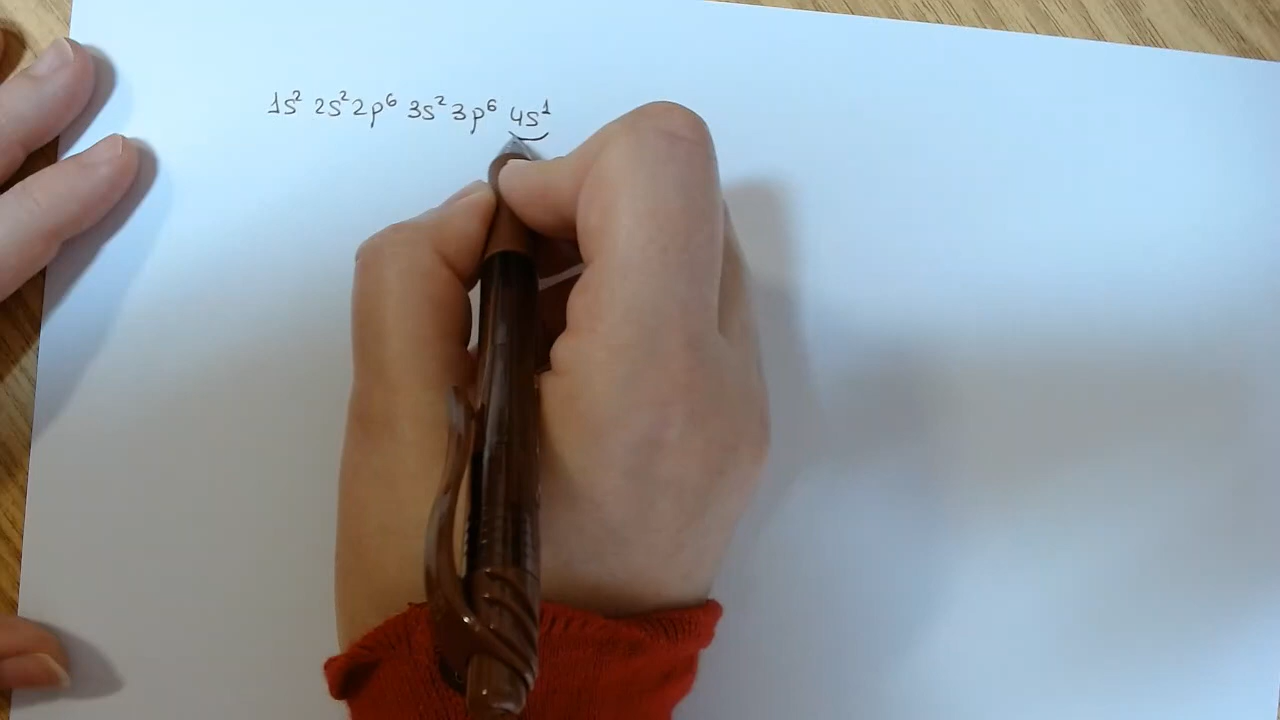 1s² 2s² 2p⁶ 3s² 3p⁶ 4s¹